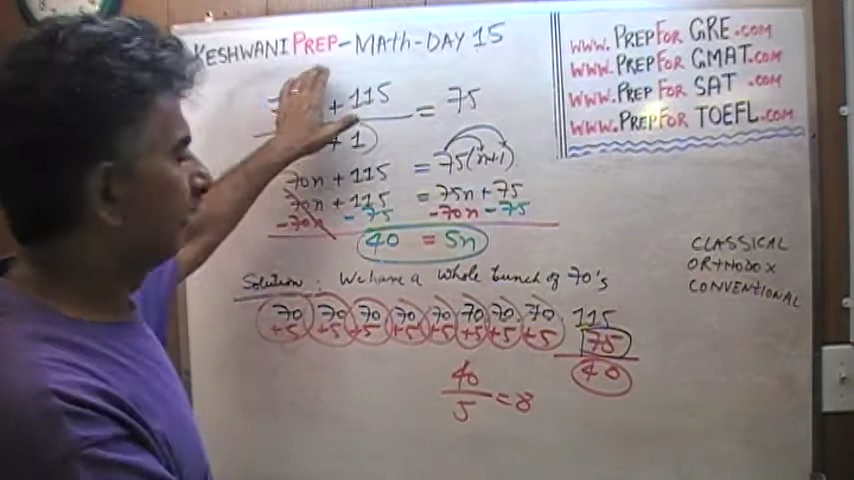 KESHWANI PREP-MATH-DAY 15
+ 115 = 75
+ 1
70n + 115 = 75(n+1)
70n + 115 = 75n + 75
-70n - 75 -70n - 75
40 = 5n
Solution: We have a whole bunch of 70's
70 70 70 70 70 70 70 70 115
+5 +5 +5 +5 +5 +5 +5 +5 75
40
40
5 = 8
www.PREPFOR GRE.com
www.PREPFOR GMAT.com
www.PREPFOR SAT.com
www.PREPFOR TOEFL.com
CLASSICAL
ORTHODOX
CONVENTIONAL